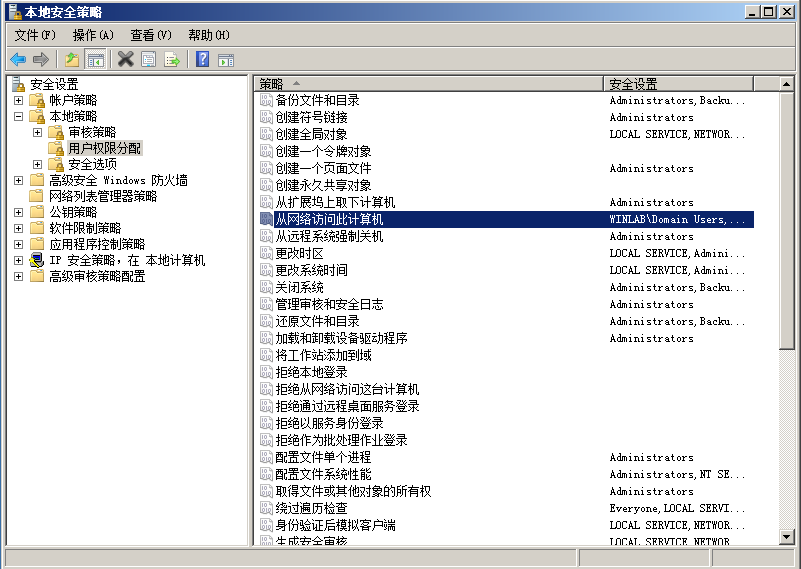 本地安全策略
文件(F) 操作(A) 查看(V) 帮助(H)
安全设置
帐户策略
本地策略
审核策略
用户权限分配
安全选项
高级安全 Windows 防火墙
网络列表管理器策略
公钥策略
软件限制策略
应用程序控制策略
IP 安全策略，在 本地计算机
高级审核策略配置
策略 安全设置
备份文件和目录 Administrators, Backu...
创建符号链接 Administrators
创建全局对象 LOCAL SERVICE, NETWOR...
创建一个令牌对象
创建一个页面文件 Administrators
创建永久共享对象
从扩展坞上取下计算机 Administrators
从网络访问此计算机 WINLAB\Domain Users,...
从远程系统强制关机 Administrators
更改时区 LOCAL SERVICE, Admini...
更改系统时间 LOCAL SERVICE, Admini...
关闭系统 Administrators, Backu...
管理审核和安全日志 Administrators
还原文件和目录 Administrators, Backu...
加载和卸载设备驱动程序 Administrators
将工作站添加到域
拒绝本地登录
拒绝从网络访问这台计算机
拒绝通过远程桌面服务登录
拒绝以服务身份登录
拒绝作为批处理作业登录
配置文件单个进程 Administrators
配置文件系统性能 Administrators, NT SE...
取得文件或其他对象的所有权 Administrators
绕过遍历检查 Everyone, LOCAL SERVI...
身份验证后模拟客户端 LOCAL SERVICE, NETWOR...
生成安全审核 LOCAL SERVICE, NETWOR...